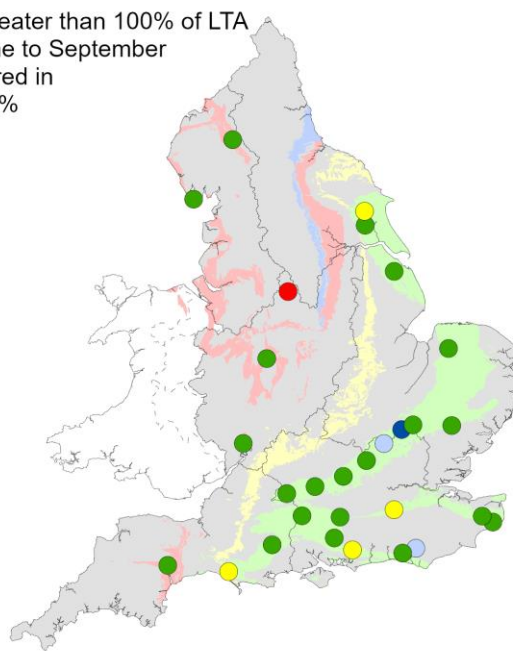 eater than 100% of LTA
e to September
red in
%